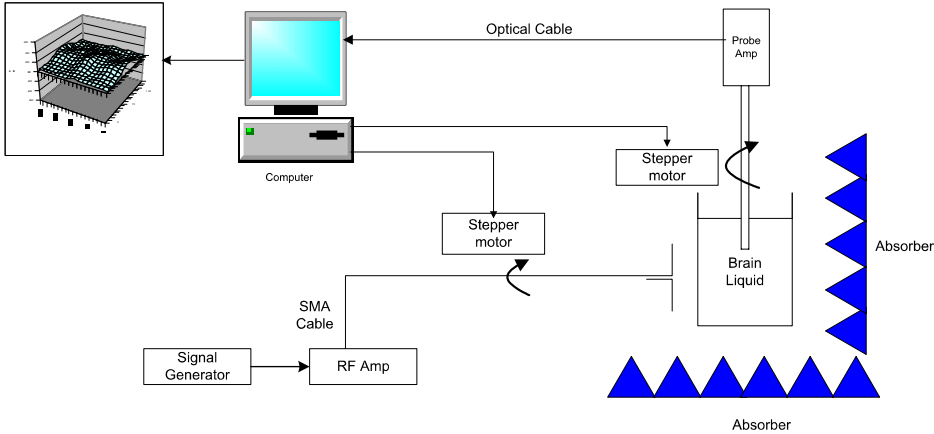 Optical Cable
Probe
Amp
Computer
Stepper
motor
Stepper
motor
Absorber
Brain
Liquid
SMA
Cable
Signal
Generator
RF Amp
Absorber